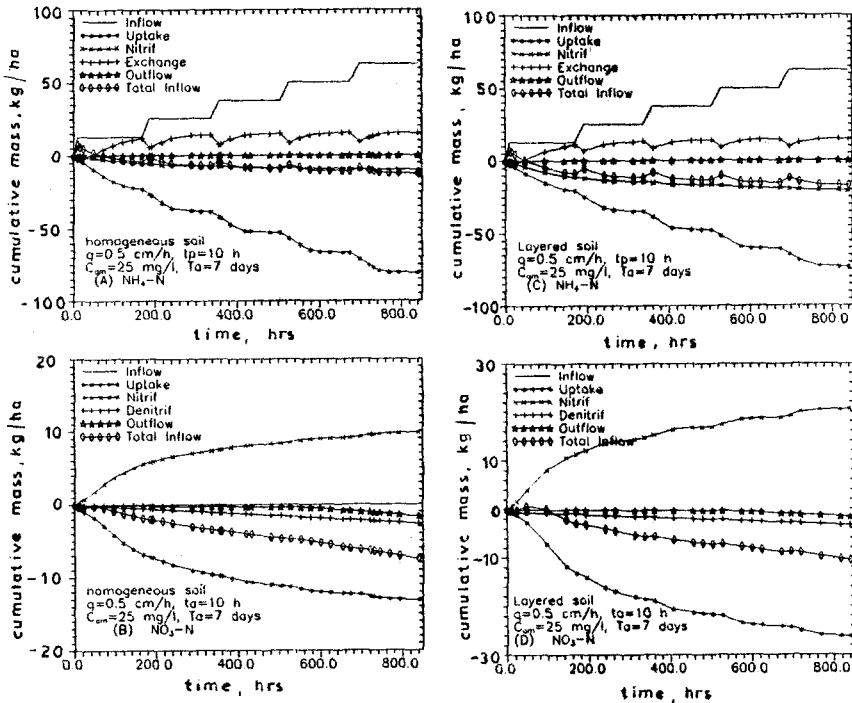 100
50
0
-50
-100
cumulative mass, kg/ha
Inflow
Uptake
Nitrif
Exchange
Outflow
Total Inflow
homogeneous soil
q=0.5 cm/h, tp=10 h
Cam=25 mg/l, Ta=7 days
(A) NH₄-N
0.0 200.0 400.0 600.0 800.0
time, hrs
100
50
0
-50
-100
cumulative mass, kg/ha
Inflow
Uptake
Nitrif
Exchange
Outflow
Total Inflow
Layered soil
q=0.5 cm/h, tp=10 h
Cam=25 mg/l, Ta=7 days
(C) NH₄-N
0.0 200.0 400.0 600.0 800.0
time, hrs
20
10
0
-10
-20
cumulative mass, kg/ha
Inflow
Uptake
Nitrif
Denitrif
Outflow
Total Inflow
homogeneous soil
q=0.5 cm/h, ta=10 h
Cam=25 mg/l, Ta=7 days
(B) NO₃-N
0.0 200.0 400.0 600.0 800.0
time, hrs
30
10
-10
-30
cumulative mass, kg/ha
Inflow
Uptake
Nitrif
Denitrif
Outflow
Total Inflow
Layered soil
q=0.5 cm/h, ta=10 h
Cam=25 mg/l, Ta=7 days
(D) NO₃-N
0.0 200.0 400.0 600.0 800.0
time, hrs